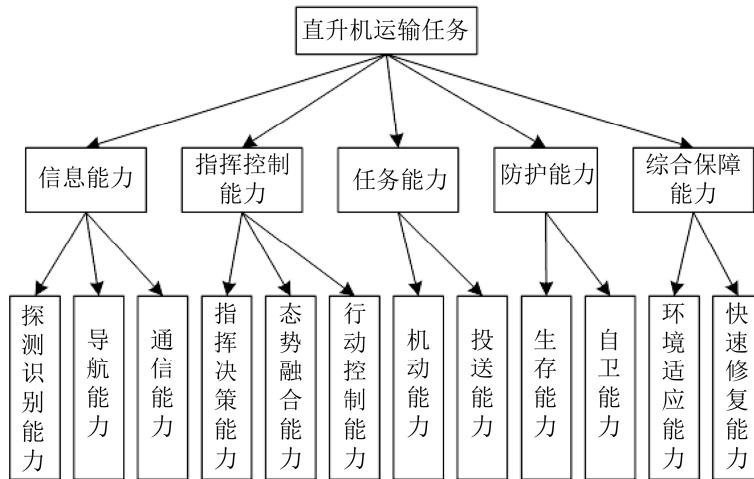 直升机运输任务
信息能力
指挥控制
能力
任务能力
防护能力
综合保障
能力
探测识别能力
导航能力
通信能力
指挥决策能力
态势融合能力
行动控制能力
机动能力
投送能力
生存能力
自卫能力
环境适应能力
快速修复能力